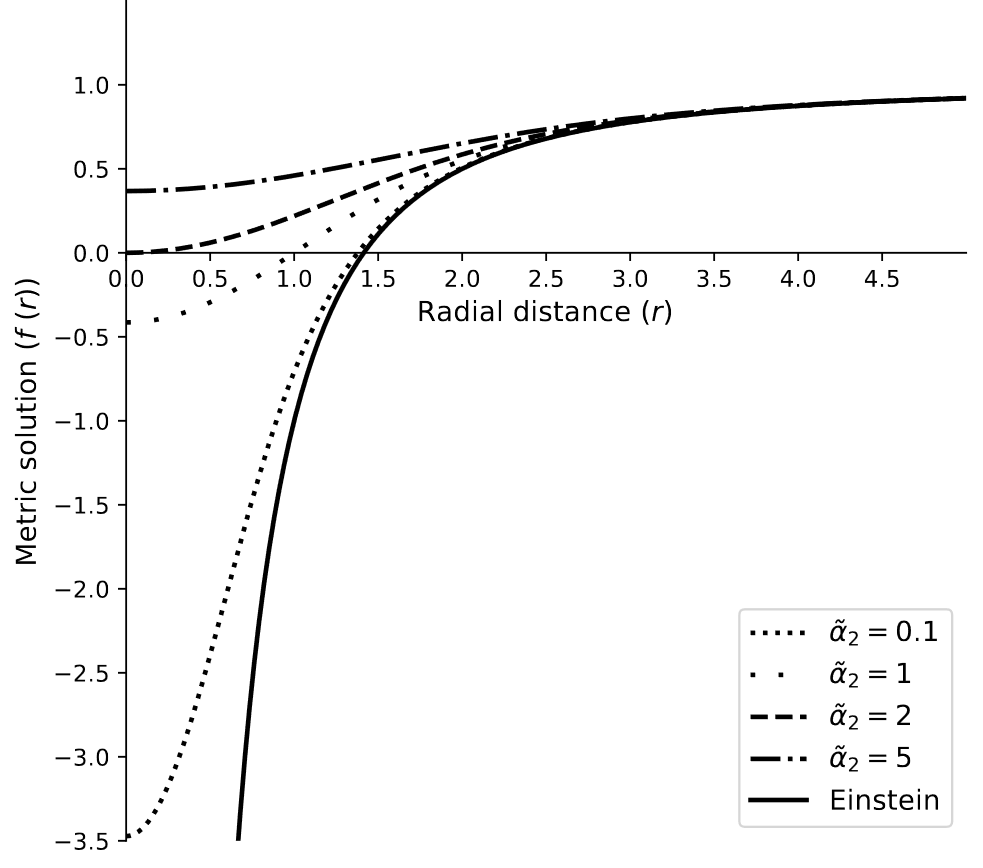 Metric solution (f (r))
1.0
0.5
0.0
−0.5
−1.0
−1.5
−2.0
−2.5
−3.0
−3.5
0.0 0.5 1.0 1.5 2.0 2.5 3.0 3.5 4.0 4.5
Radial distance (r)
α̃₂ = 0.1
α̃₂ = 1
α̃₂ = 2
α̃₂ = 5
Einstein